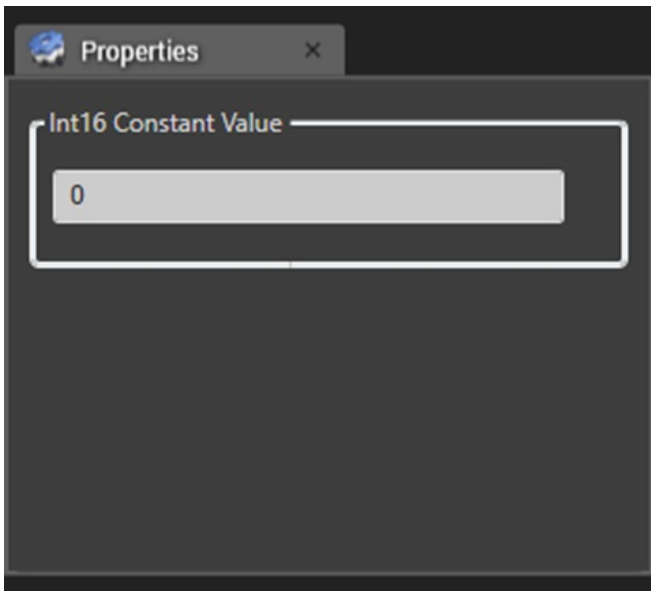 Properties ×
Int16 Constant Value
0